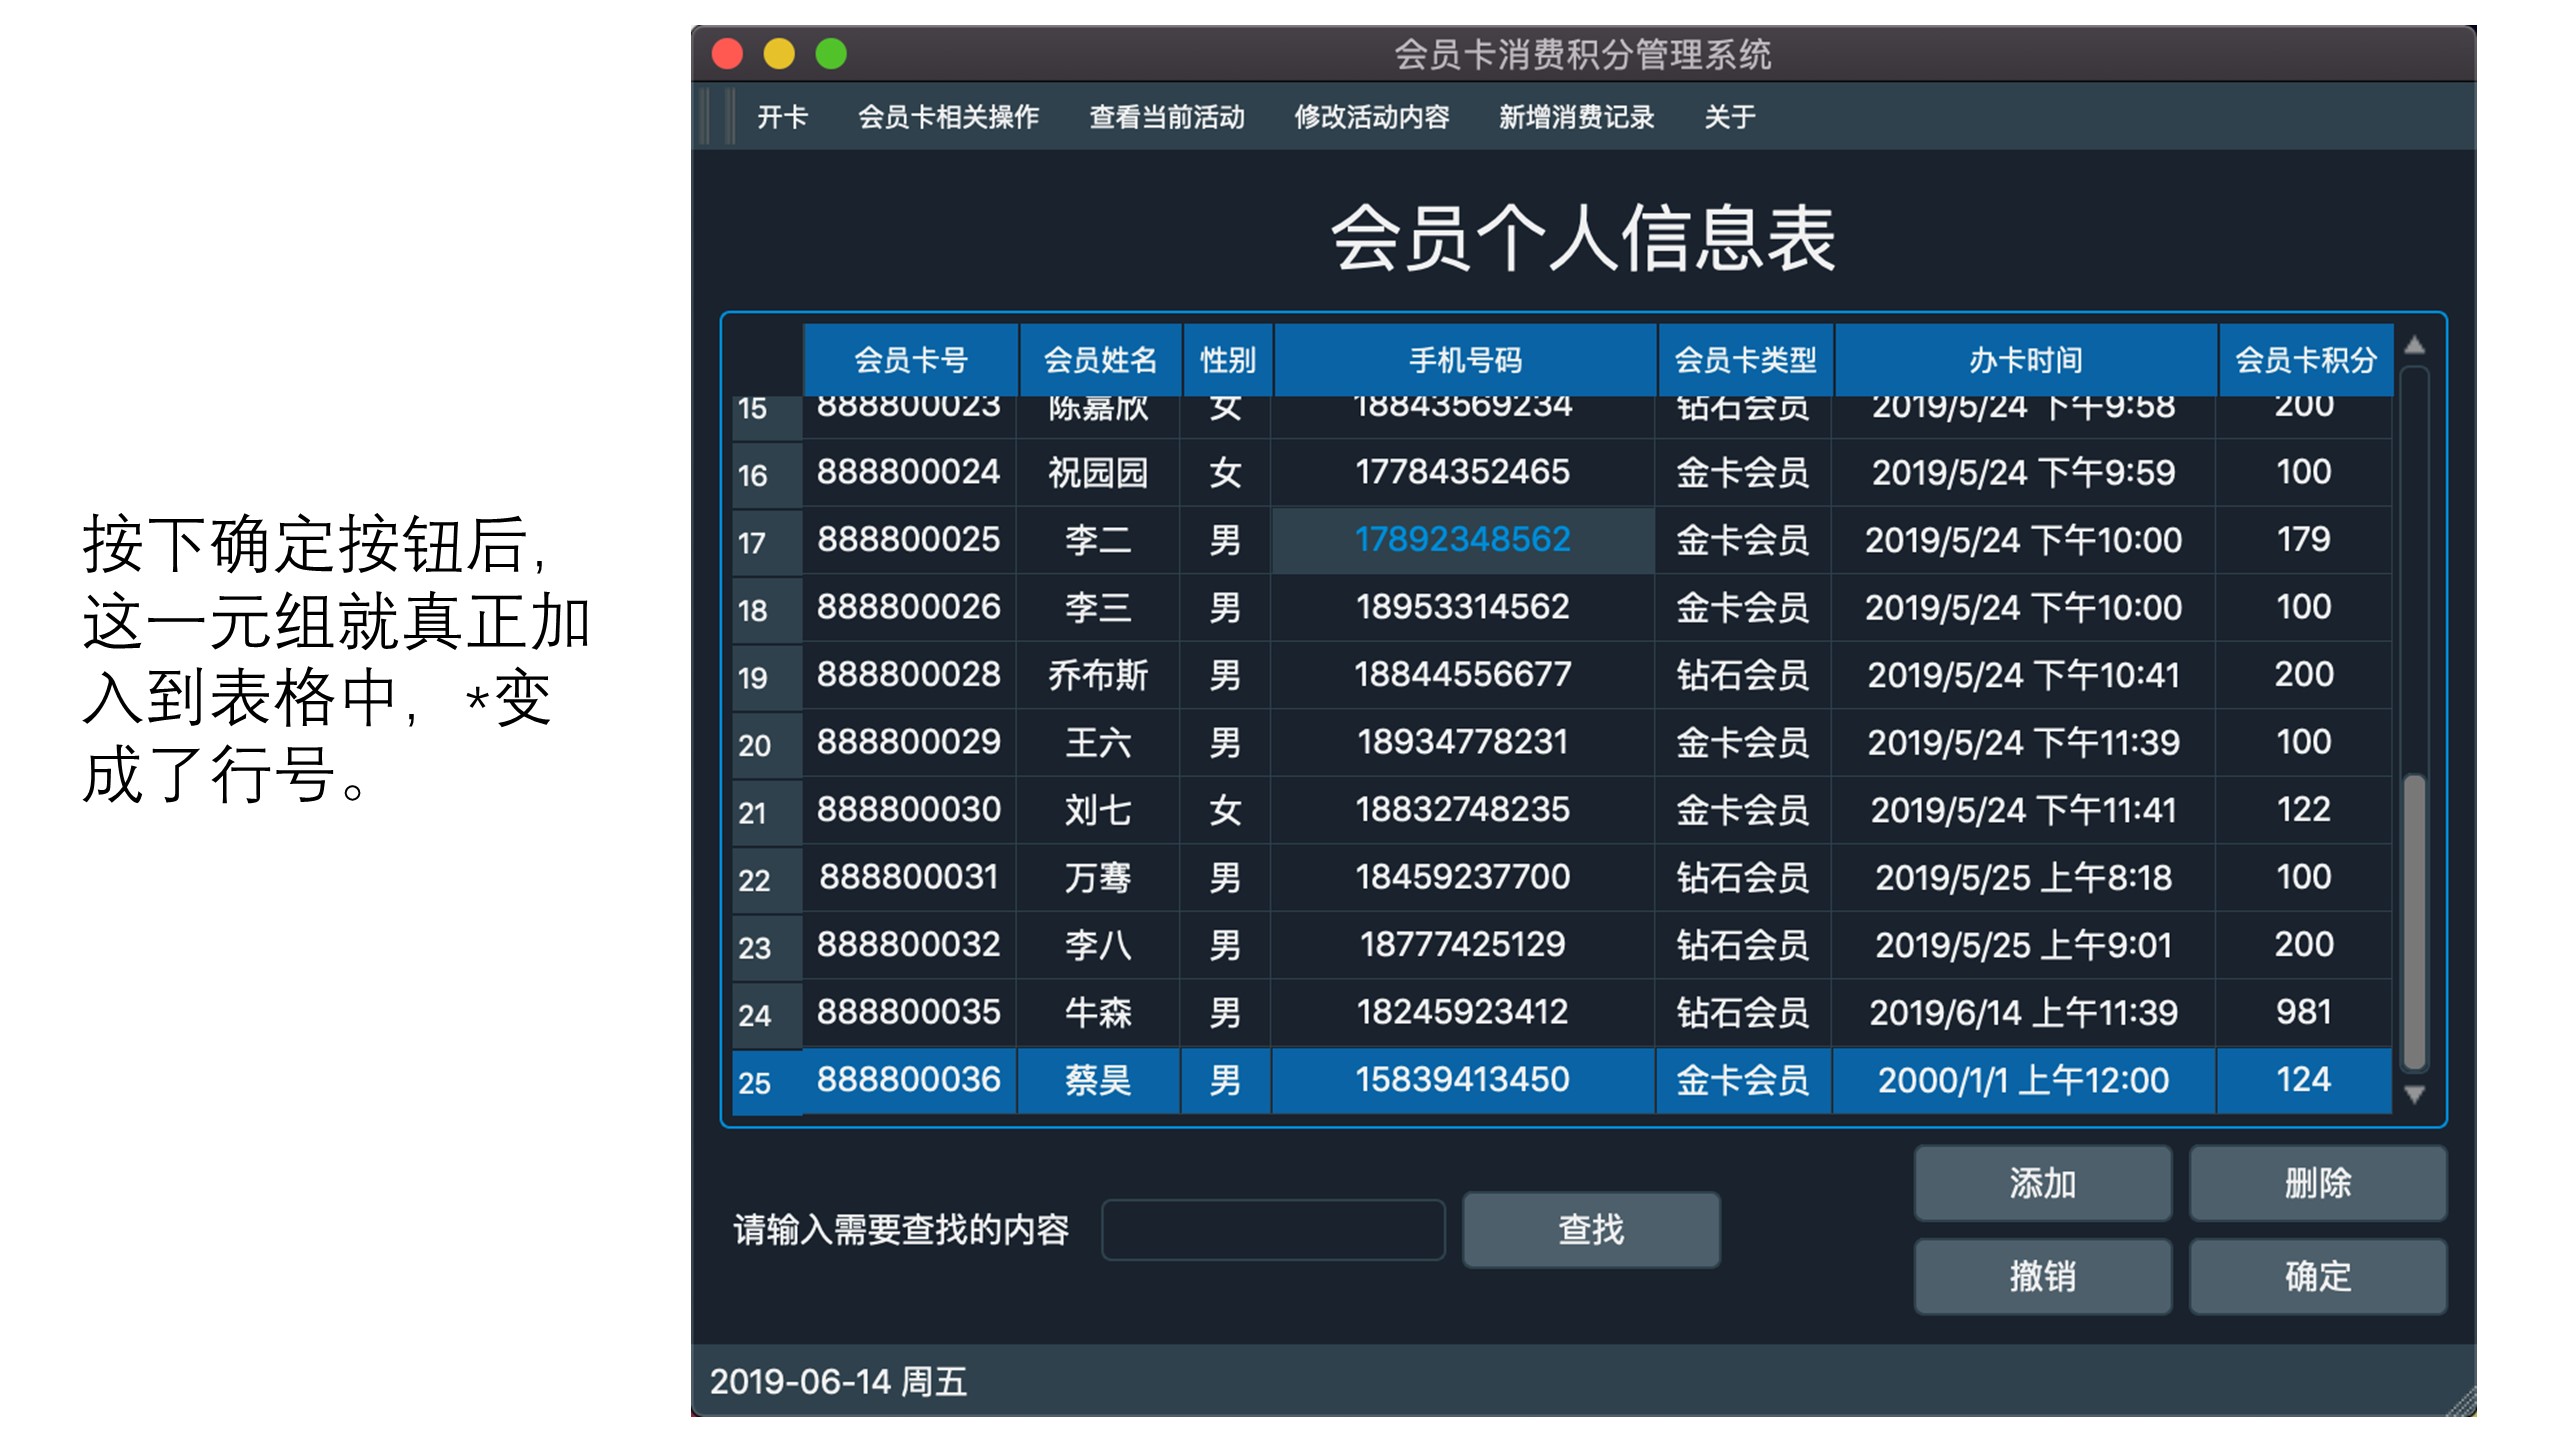 按下确定按钮后,
这一元组就真正加
入到表格中, *变
成了行号。
会员卡消费积分管理系统
开卡 会员卡相关操作 查看当前活动 修改活动内容 新增消费记录 关于
会员个人信息表
会员卡号 会员姓名 性别 手机号码 会员卡类型 办卡时间 会员卡积分
15 888800023 陈嘉欣 女 18843569234 钻石会员 2019/5/24 下午9:58 200
16 888800024 祝园园 女 17784352465 金卡会员 2019/5/24 下午9:59 100
17 888800025 李二 男 17892348562 金卡会员 2019/5/24 下午10:00 179
18 888800026 李三 男 18953314562 金卡会员 2019/5/24 下午10:00 100
19 888800028 乔布斯 男 18844556677 钻石会员 2019/5/24 下午10:41 200
20 888800029 王六 男 18934778231 金卡会员 2019/5/24 下午11:39 100
21 888800030 刘七 女 18832748235 金卡会员 2019/5/24 下午11:41 122
22 888800031 万骞 男 18459237700 钻石会员 2019/5/25 上午8:18 100
23 888800032 李八 男 18777425129 钻石会员 2019/5/25 上午9:01 200
24 888800035 牛森 男 18245923412 钻石会员 2019/6/14 上午11:39 981
25 888800036 蔡昊 男 15839413450 金卡会员 2000/1/1 上午12:00 124
添加 删除
请输入需要查找的内容 查找
撤销 确定
2019-06-14 周五